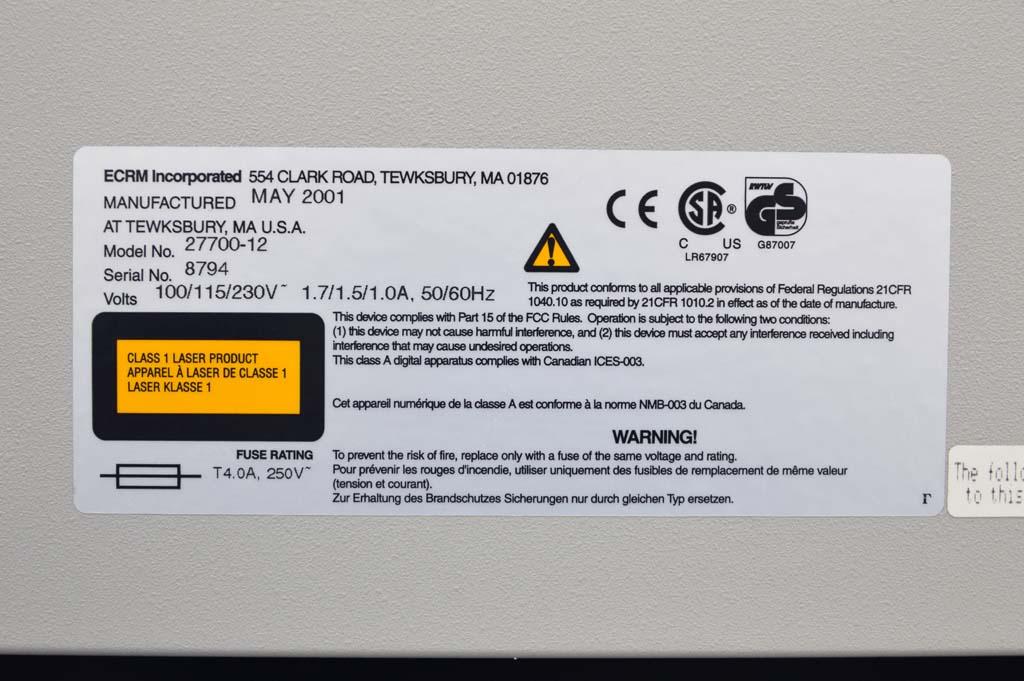 ECRM Incorporated 554 CLARK ROAD, TEWKSBURY, MA 01876
MANUFACTURED MAY 2001
AT TEWKSBURY, MA U.S.A.
Model No. 27700-12
Serial No. 8794
Volts 100/115/230V~ 1.7/1.5/1.0A, 50/60Hz
CE
SA ®
C US
LR67907
geprüfte
Sicherheit
G87007
This product conforms to all applicable provisions of Federal Regulations 21CFR
1040.10 as required by 21CFR 1010.2 in effect as of the date of manufacture.
This device complies with Part 15 of the FCC Rules. Operation is subject to the following two conditions:
(1) this device may not cause harmful interference, and (2) this device must accept any interference received including
interference that may cause undesired operations.
This class A digital apparatus complies with Canadian ICES-003.
Cet appareil numérique de la classe A est conforme à la norme NMB-003 du Canada.
CLASS 1 LASER PRODUCT
APPAREIL À LASER DE CLASSE 1
LASER KLASSE 1
FUSE RATING
T4.0A, 250V~
WARNING!
To prevent the risk of fire, replace only with a fuse of the same voltage and rating.
Pour prévenir les rouges d'incendie, utiliser uniquement des fusibles de remplacement de même valeur
(tension et courant).
Zur Erhaltung des Brandschutzes Sicherungen nur durch gleichen Typ ersetzen.
The
to this